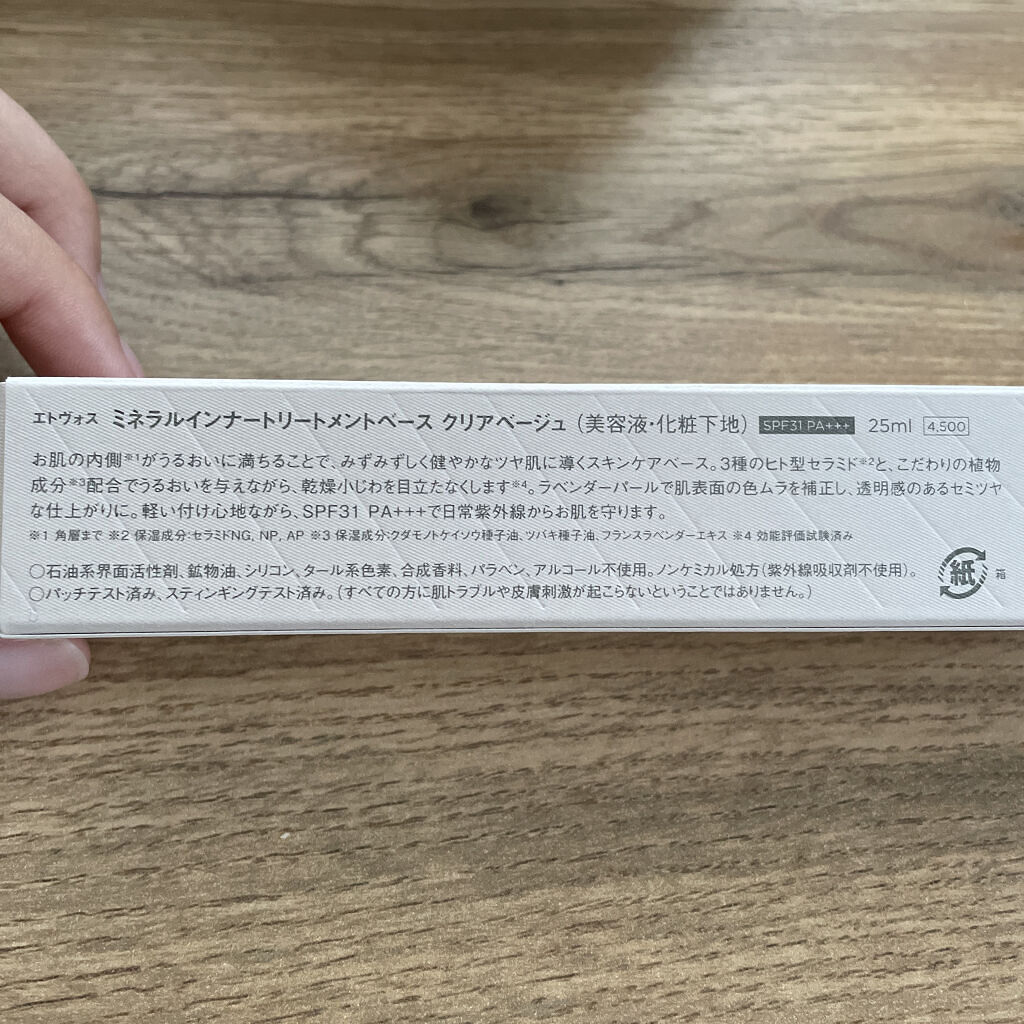 エトヴォス ミネラルインナートリートメントベース クリアベージュ (美容液・化粧下地) SPF31 PA+++ 25ml 4,500
お肌の内側※1がうるおいに満ちることで、みずみずしく健やかなツヤ肌に導くスキンケアベース。3種のヒト型セラミド※2と、こだわりの植物
成分※3配合でうるおいを与えながら、乾燥小じわを目立たなくします※4。ラベンダーパールで肌表面の色ムラを補正し、透明感のあるセミツヤ
な仕上がりに。軽い付け心地ながら、SPF31 PA+++で日常紫外線からお肌を守ります。
※1 角層まで ※2 保湿成分:セラミドNG, NP, AP ※3 保湿成分:クダモノトケイソウ種子油、ツバキ種子油、フランスラベンダーエキス ※4 効能評価試験済み
○石油系界面活性剤、鉱物油、シリコン、タール系色素、合成香料、パラベン、アルコール不使用。ノンケミカル処方(紫外線吸収剤不使用)。
○パッチテスト済み、スティンギングテスト済み。(すべての方に肌トラブルや皮膚刺激が起こらないということではありません。)
紙 箱